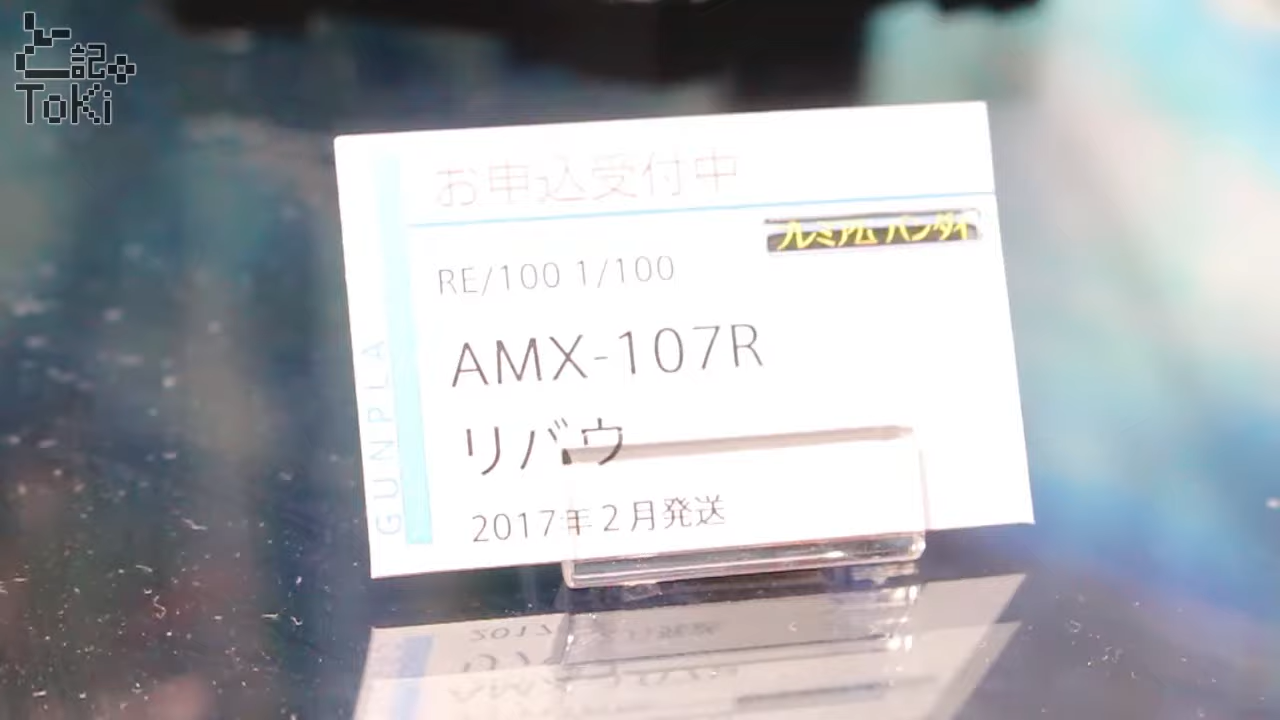 と記
ToKi
お申込受付中
プレミアム バンダイ
RE/100 1/100
AMX-107R
リバウ
2017年2月発送
GUNPLA